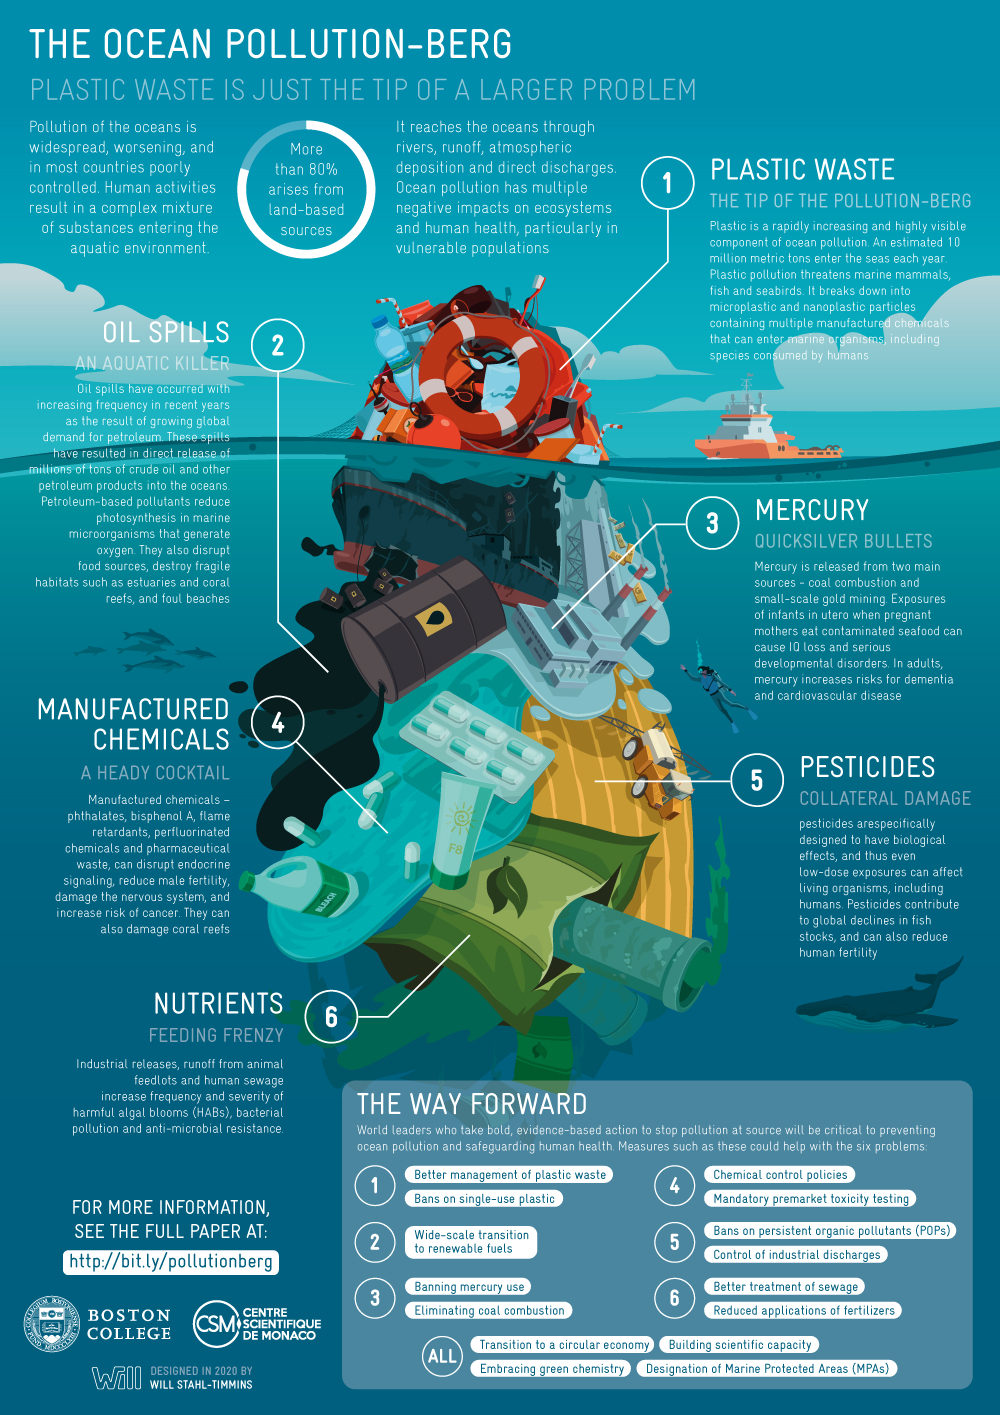 THE OCEAN POLLUTION-BERG
PLASTIC WASTE IS JUST THE TIP OF A LARGER PROBLEM
Pollution of the oceans is
widespread, worsening, and
in most countries poorly
controlled. Human activities
result in a complex mixture
of substances entering the
aquatic environment.
More
than 80%
arises from
land-based
sources
It reaches the oceans through
rivers, runoff, atmospheric
deposition and direct discharges.
Ocean pollution has multiple
negative impacts on ecosystems
and human health, particularly in
vulnerable populations
1
PLASTIC WASTE
THE TIP OF THE POLLUTION-BERG
Plastic is a rapidly increasing and highly visible
component of ocean pollution. An estimated 10
million metric tons enter the seas each year.
Plastic pollution threatens marine mammals,
fish and seabirds. It breaks down into
microplastic and nanoplastic particles
containing multiple manufactured chemicals
that can enter marine organisms, including
species consumed by humans
OIL SPILLS
2
AN AQUATIC KILLER
Oil spills have occurred with
increasing frequency in recent years
as the result of growing global
demand for petroleum. These spills
have resulted in direct release of
millions of tons of crude oil and other
petroleum products into the oceans.
Petroleum-based pollutants reduce
photosynthesis in marine
microorganisms that generate
oxygen. They also disrupt
food sources, destroy fragile
habitats such as estuaries and coral
reefs, and foul beaches
3
MERCURY
QUICKSILVER BULLETS
Mercury is released from two main
sources - coal combustion and
small-scale gold mining. Exposures
of infants in utero when pregnant
mothers eat contaminated seafood can
cause IQ loss and serious
developmental disorders. In adults,
mercury increases risks for dementia
and cardiovascular disease
MANUFACTURED
CHEMICALS
4
A HEADY COCKTAIL
Manufactured chemicals –
phthalates, bisphenol A, flame
retardants, perfluorinated
chemicals and pharmaceutical
waste, can disrupt endocrine
signaling, reduce male fertility,
damage the nervous system, and
increase risk of cancer. They can
also damage coral reefs
F8
BLEACH
5
PESTICIDES
COLLATERAL DAMAGE
pesticides arespecifically
designed to have biological
effects, and thus even
low-dose exposures can affect
living organisms, including
humans. Pesticides contribute
to global declines in fish
stocks, and can also reduce
human fertility
NUTRIENTS
6
FEEDING FRENZY
Industrial releases, runoff from animal
feedlots and human sewage
increase frequency and severity of
harmful algal blooms (HABs), bacterial
pollution and anti-microbial resistance.
THE WAY FORWARD
World leaders who take bold, evidence-based action to stop pollution at source will be critical to preventing
ocean pollution and safeguarding human health. Measures such as these could help with the six problems:
1
Better management of plastic waste
Bans on single-use plastic
2
Wide-scale transition
to renewable fuels
3
Banning mercury use
Eliminating coal combustion
4
Chemical control policies
Mandatory premarket toxicity testing
5
Bans on persistent organic pollutants (POPs)
Control of industrial discharges
6
Better treatment of sewage
Reduced applications of fertilizers
ALL
Transition to a circular economy
Building scientific capacity
Embracing green chemistry
Designation of Marine Protected Areas (MPAs)
FOR MORE INFORMATION,
SEE THE FULL PAPER AT:
http://bit.ly/pollutionberg
BOSTON
COLLEGE
CSM
CENTRE
SCIENTIFIQUE
DE MONACO
Will
DESIGNED IN 2020 BY
WILL STAHL-TIMMINS